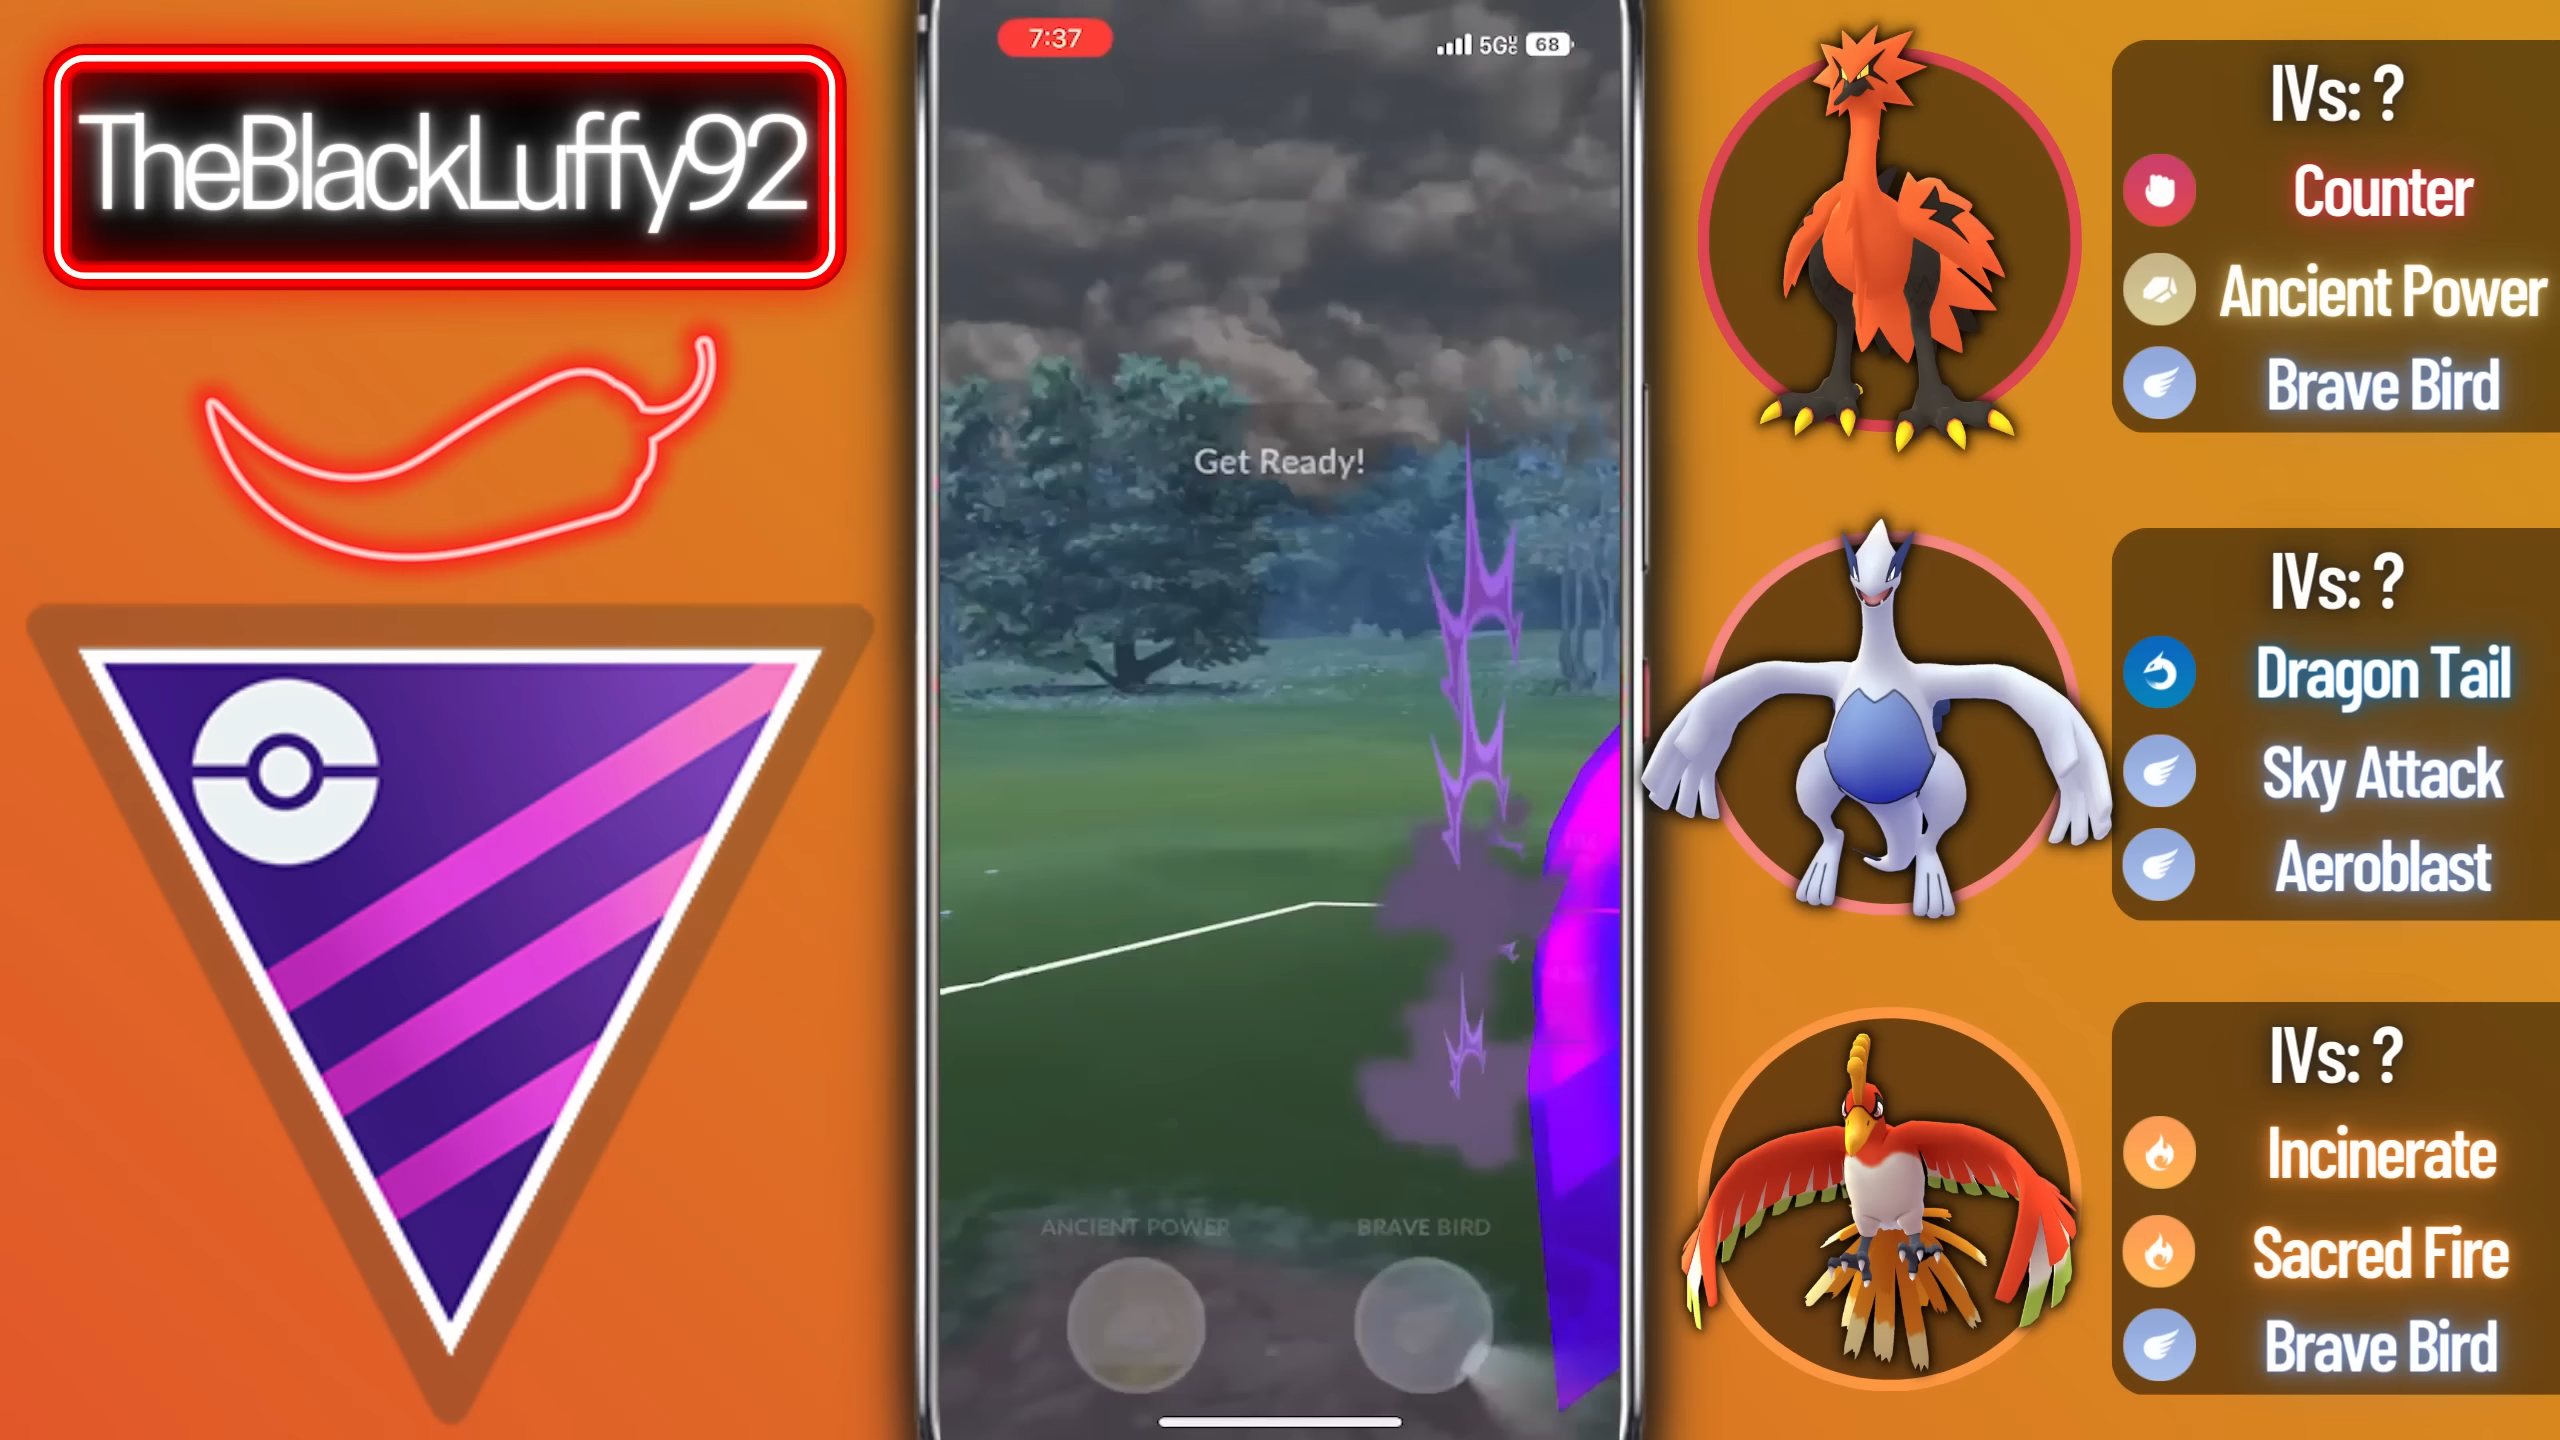 TheBlackLuffy92
7:37
5GUC 68
Get Ready!
ANCIENT POWER
BRAVE BIRD
IVs: ?
Counter
Ancient Power
Brave Bird
IVs: ?
Dragon Tail
Sky Attack
Aeroblast
IVs: ?
Incinerate
Sacred Fire
Brave Bird